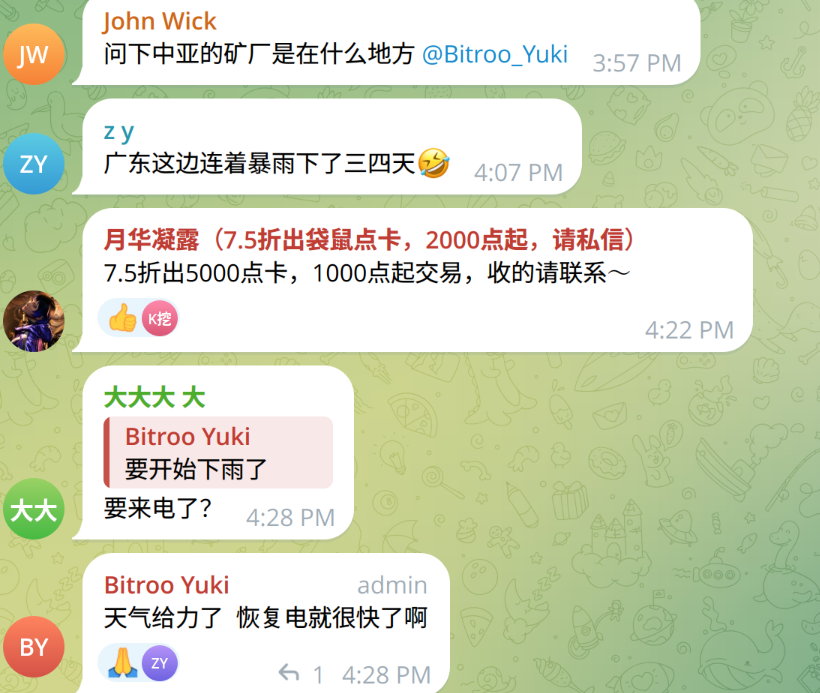 John Wick
JW
问下中亚的矿厂是在什么地方 @Bitroo_Yuki 3:57 PM
z y
ZY
广东这边连着暴雨下了三四天🤣 4:07 PM
月华凝露（7.5折出袋鼠点卡，2000点起，请私信）
7.5折出5000点卡，1000点起交易，收的请联系～
👍 K挖
4:22 PM
大大大 大
Bitroo Yuki
要开始下雨了
大大
要来电了？ 4:28 PM
Bitroo Yuki admin
天气给力了 恢复电就很快了啊
BY
🙏 ZY
1 4:28 PM